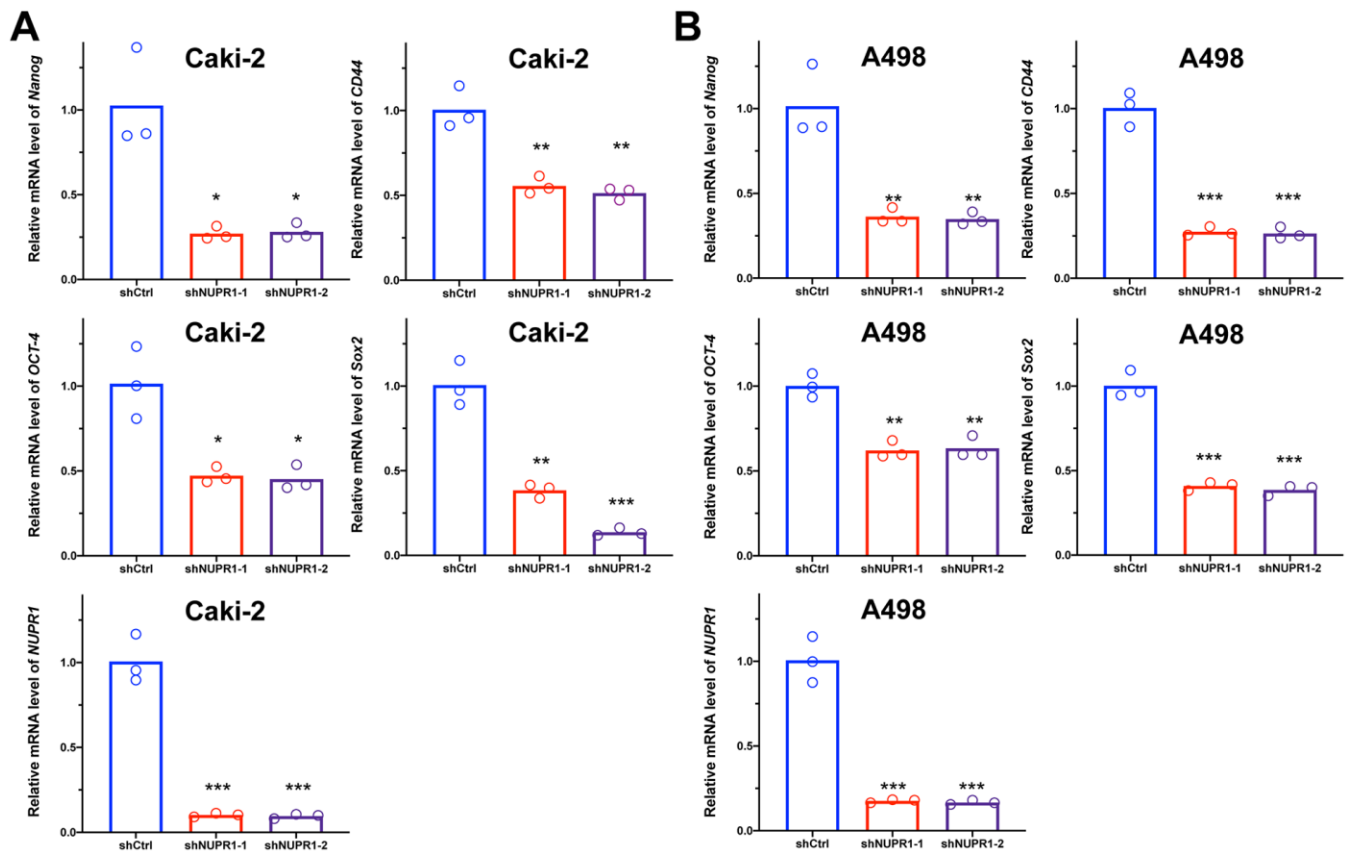 A
Caki-2
Relative mRNA level of Nanog
1.0
0.5
0.0
*
*
shCtrl
shNUPR1-1
shNUPR1-2
Caki-2
Relative mRNA level of CD44
1.0
0.5
0.0
**
**
shCtrl
shNUPR1-1
shNUPR1-2
Caki-2
Relative mRNA level of OCT-4
1.0
0.5
0.0
*
*
shCtrl
shNUPR1-1
shNUPR1-2
Caki-2
Relative mRNA level of Sox2
1.0
0.5
0.0
**
***
shCtrl
shNUPR1-1
shNUPR1-2
Caki-2
Relative mRNA level of NUPR1
1.0
0.5
0.0
***
***
shCtrl
shNUPR1-1
shNUPR1-2
B
A498
Relative mRNA level of Nanog
1.0
0.5
0.0
**
**
shCtrl
shNUPR1-1
shNUPR1-2
A498
Relative mRNA level of CD44
1.0
0.5
0.0
***
***
shCtrl
shNUPR1-1
shNUPR1-2
A498
Relative mRNA level of OCT-4
1.0
0.5
0.0
**
**
shCtrl
shNUPR1-1
shNUPR1-2
A498
Relative mRNA level of Sox2
1.0
0.5
0.0
***
***
shCtrl
shNUPR1-1
shNUPR1-2
A498
Relative mRNA level of NUPR1
1.0
0.5
0.0
***
***
shCtrl
shNUPR1-1
shNUPR1-2